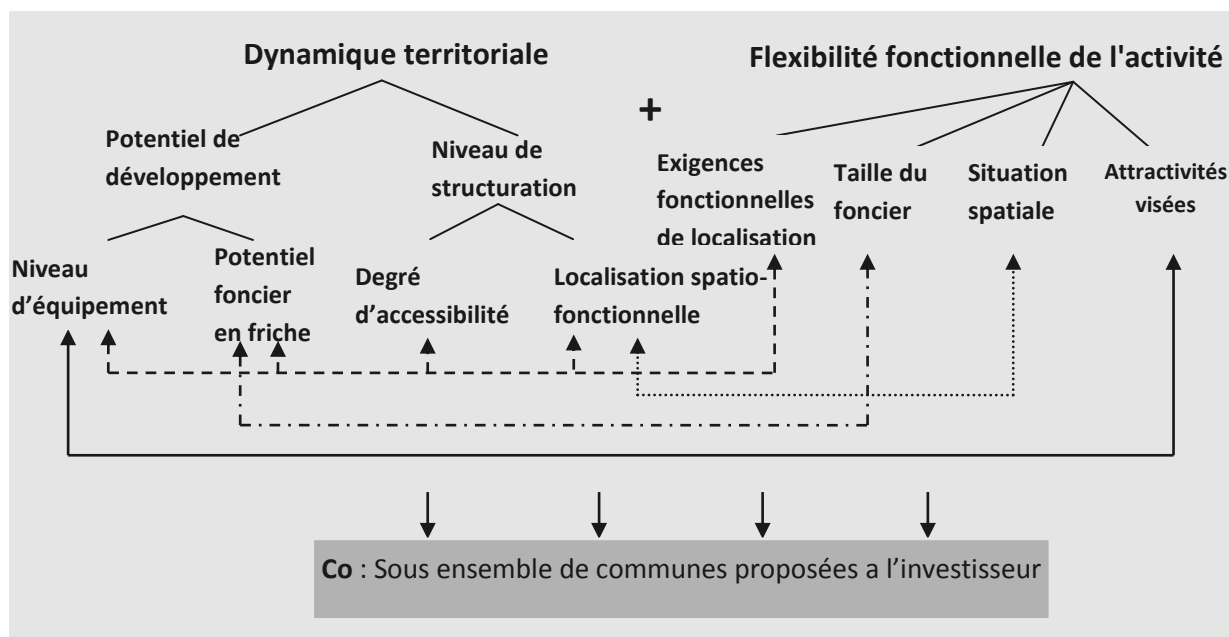 Dynamique territoriale
Flexibilité fonctionnelle de l'activité
+
Potentiel de
développement
Niveau de
structuration
Exigences
fonctionnelles
de localisation
Taille du
foncier
Situation
spatiale
Attractivités
visées
Niveau
d’équipement
Potentiel
foncier
en friche
Degré
d’accessibilité
Localisation spatio-
fonctionnelle
Co : Sous ensemble de communes proposées a l’investisseur